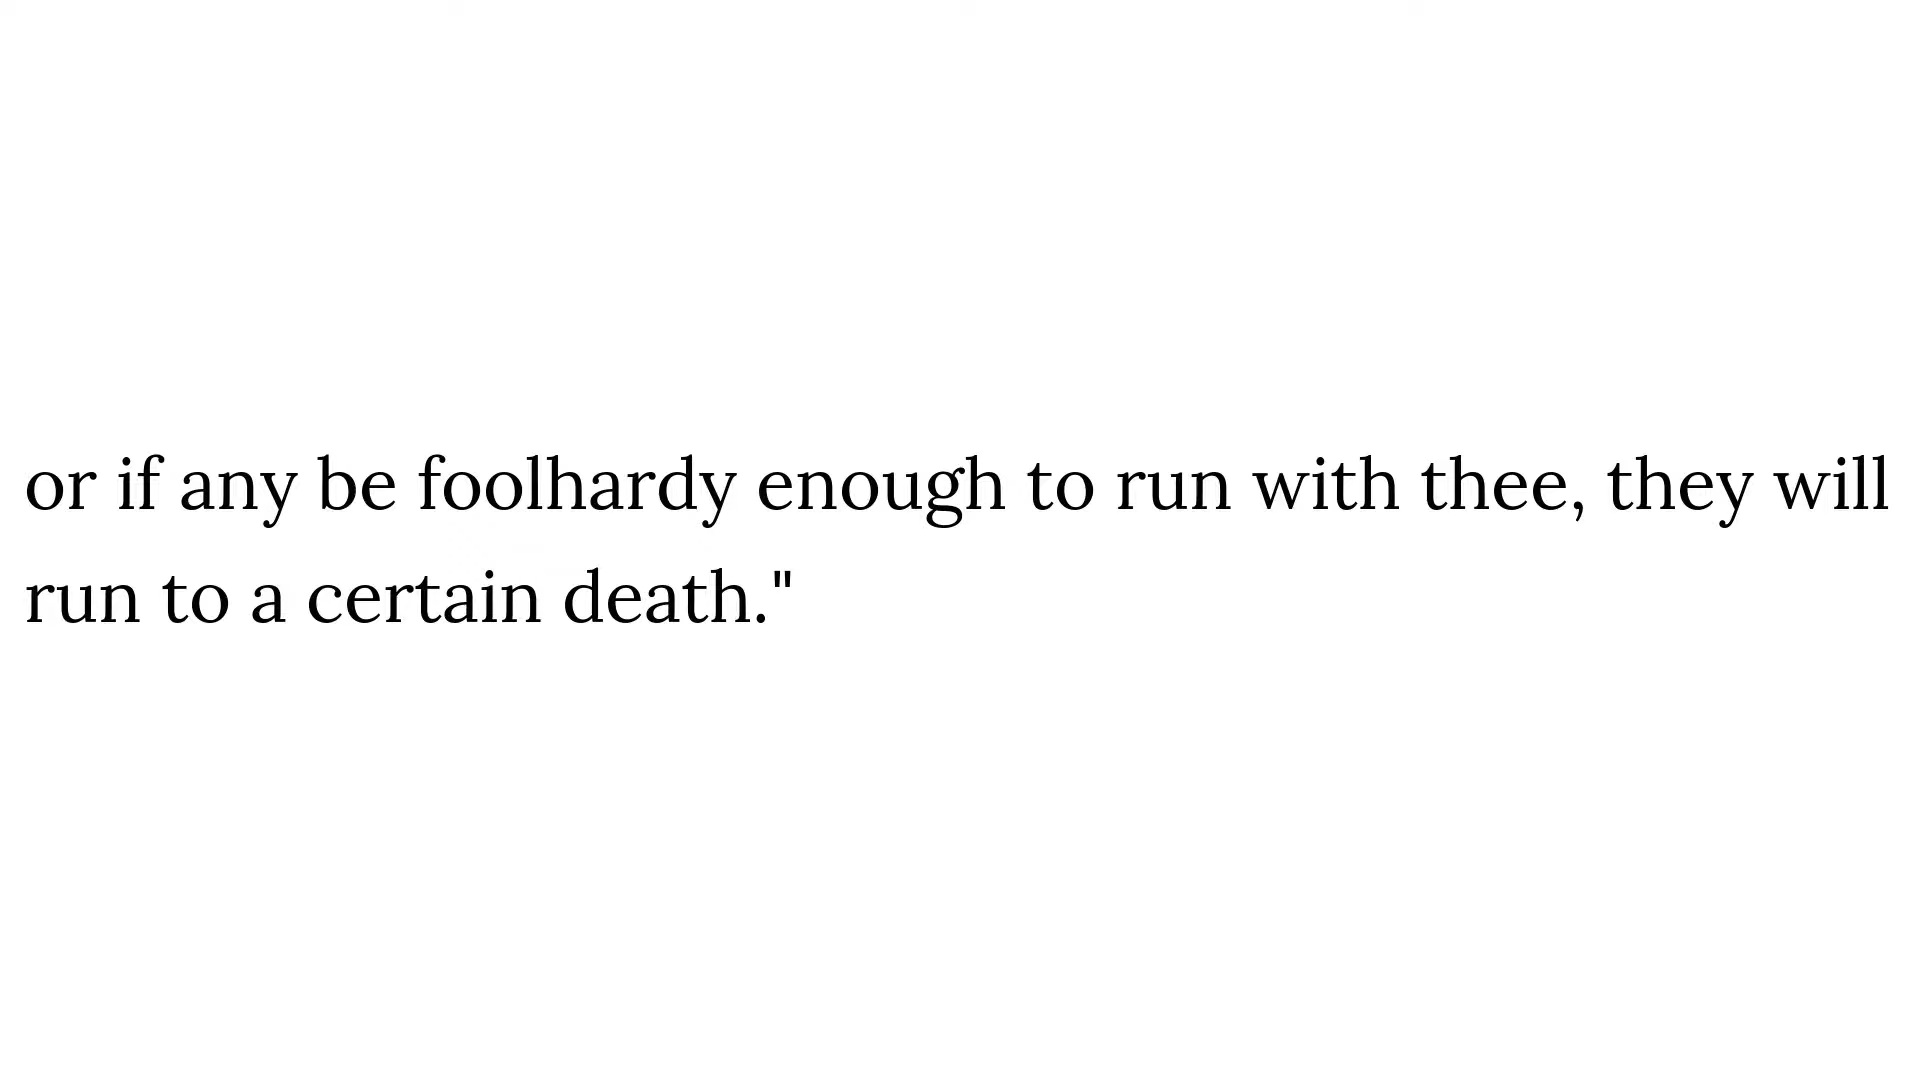 or if any be foolhardy enough to run with thee, they will
run to a certain death."